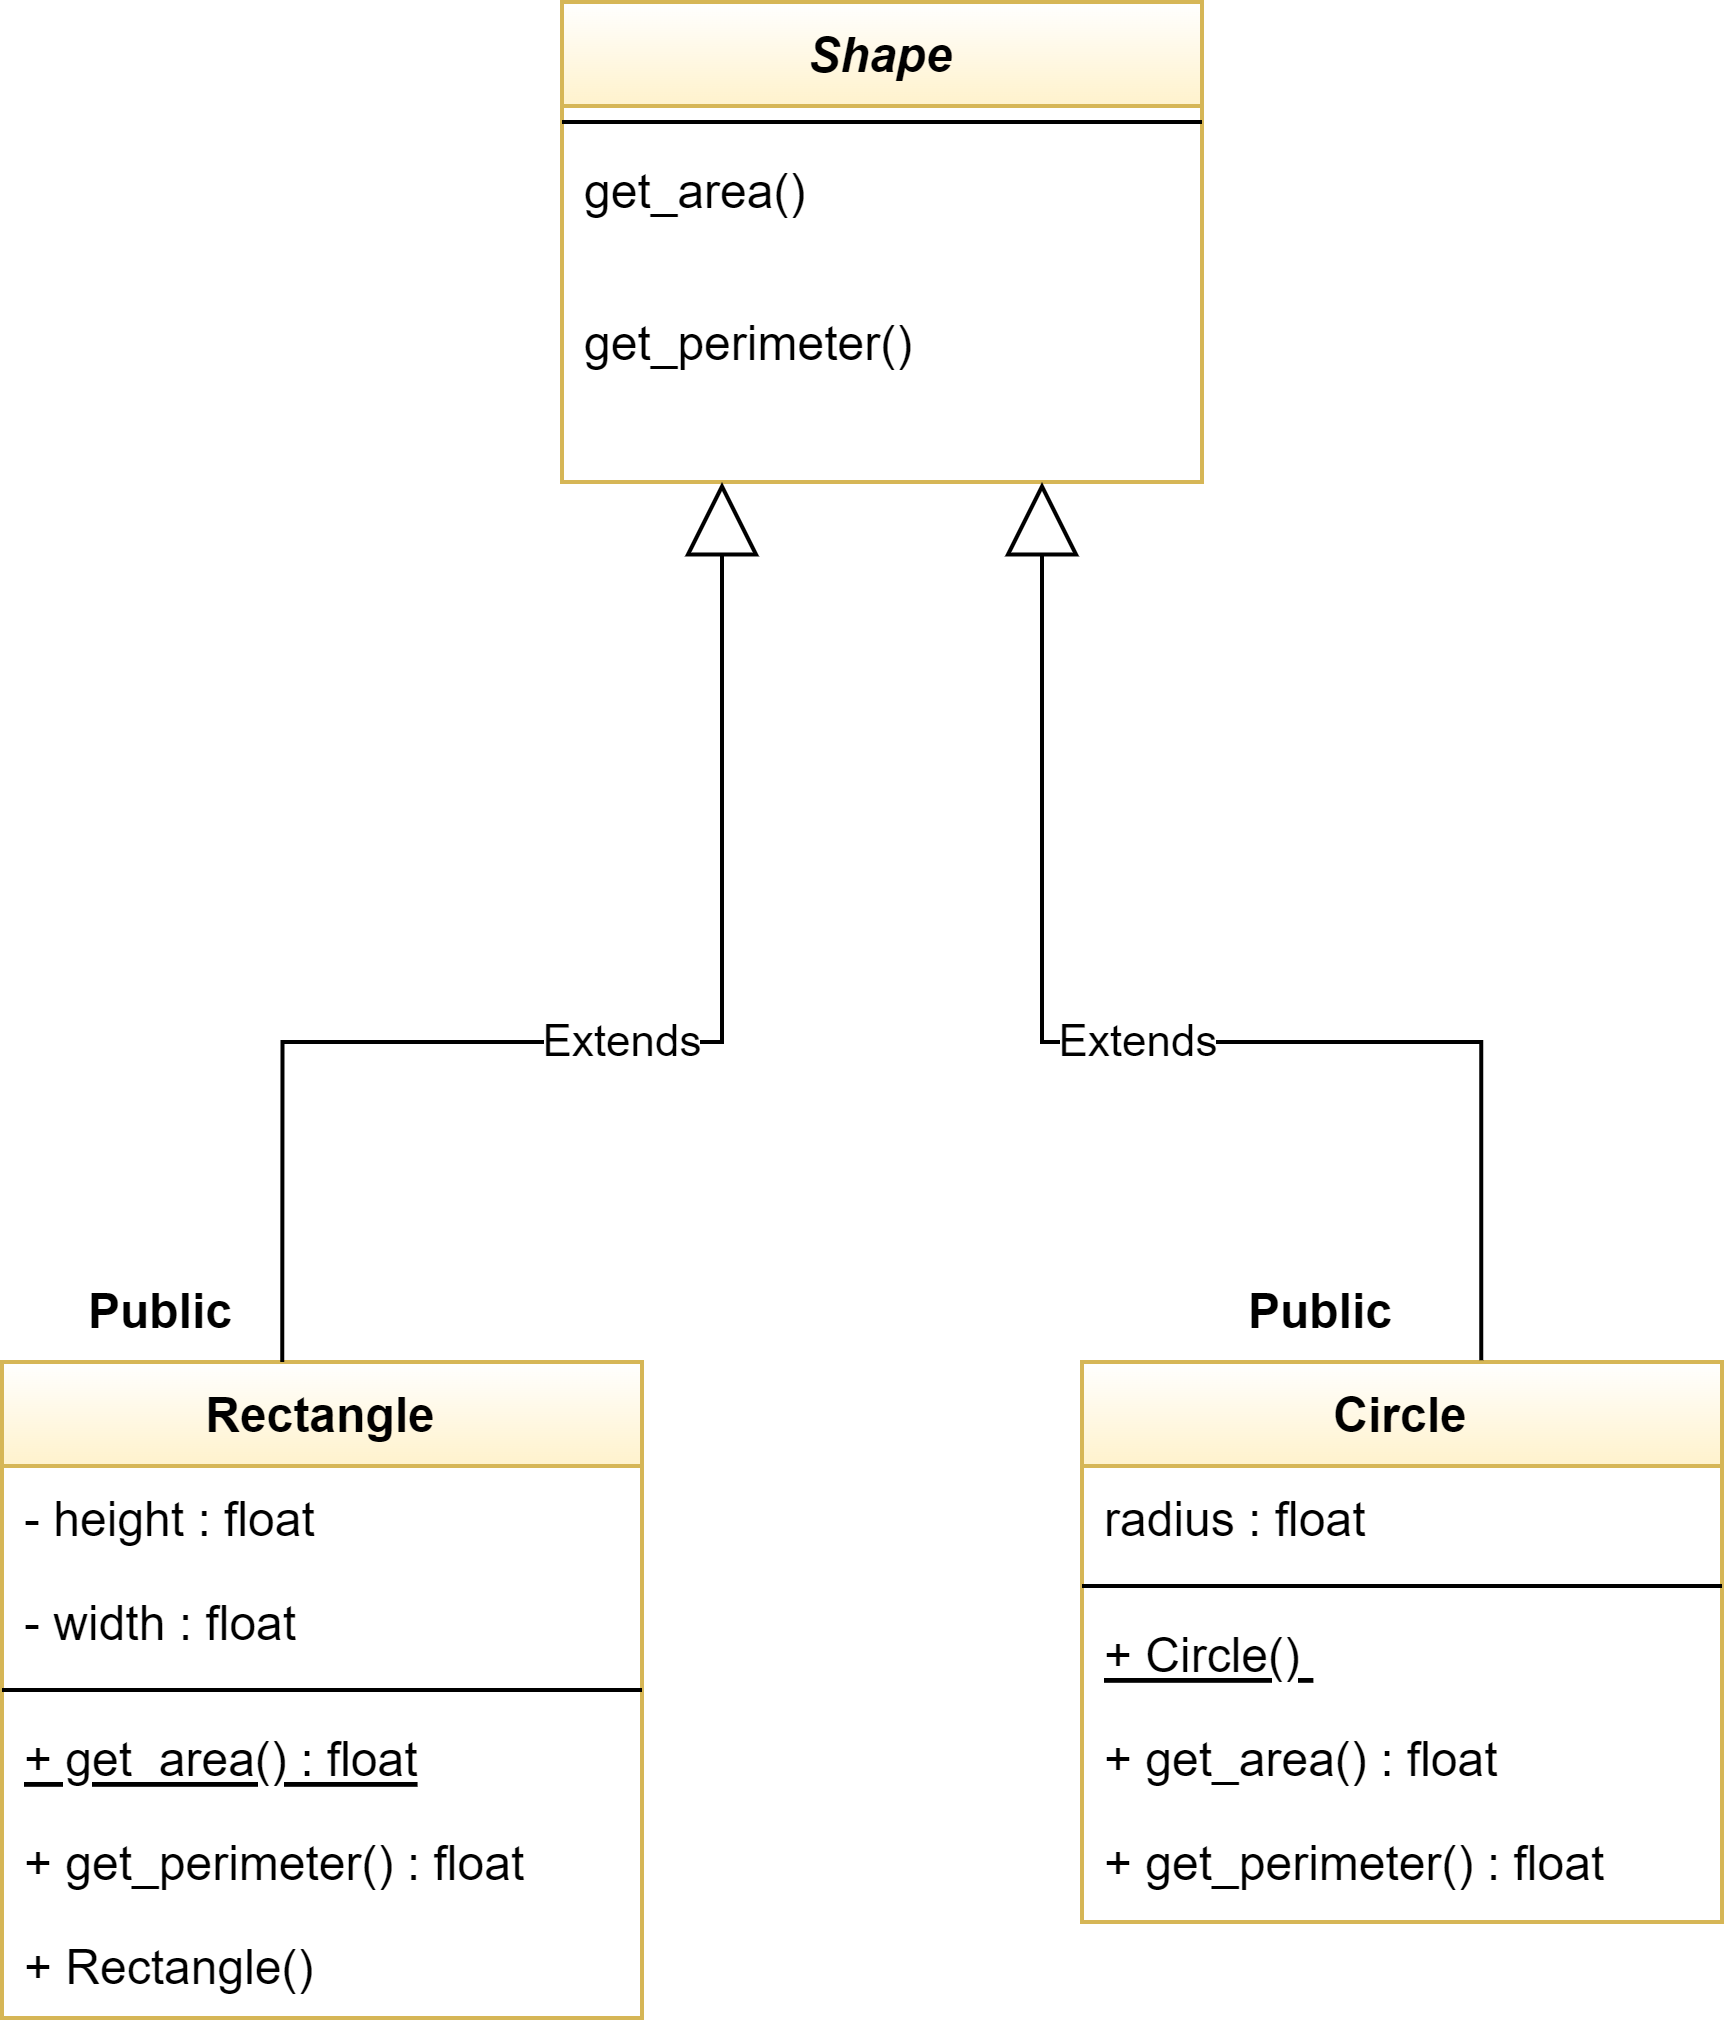 Shape
get_area()
get_perimeter()
Extends
Extends
Public
Public
Rectangle
- height : float
- width : float
+ get_area() : float
+ get_perimeter() : float
+ Rectangle()
Circle
radius : float
+ Circle()
+ get_area() : float
+ get_perimeter() : float